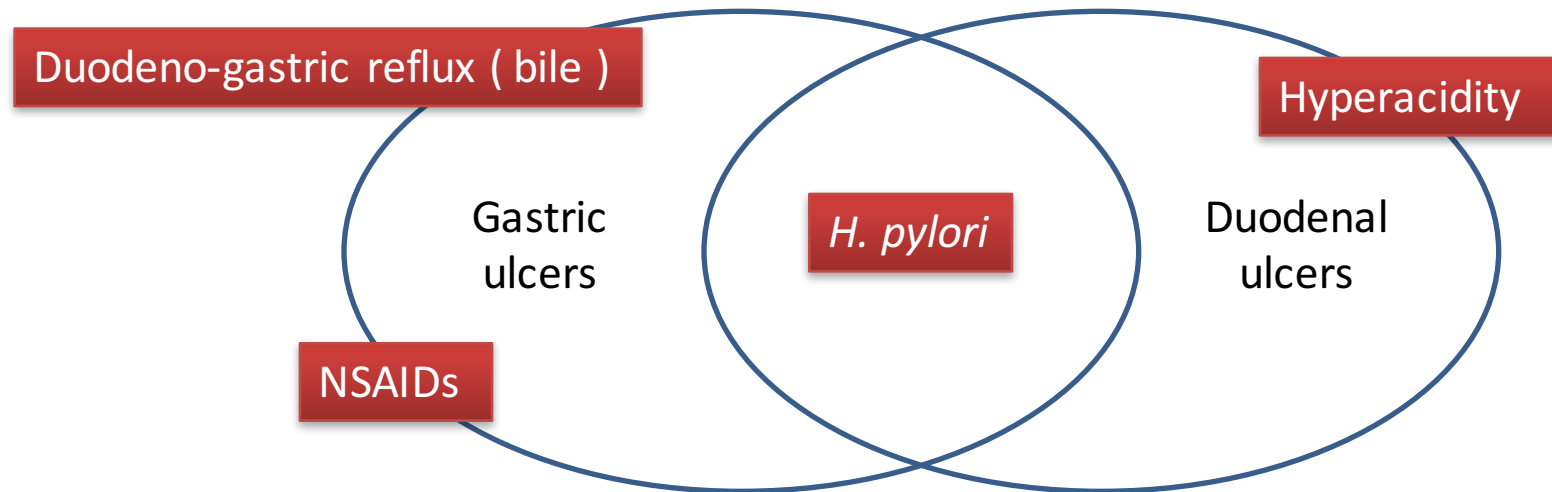 Duodeno-gastric reflux ( bile )
Hyperacidity
Gastric
ulcers
H. pylori
Duodenal
ulcers
NSAIDs